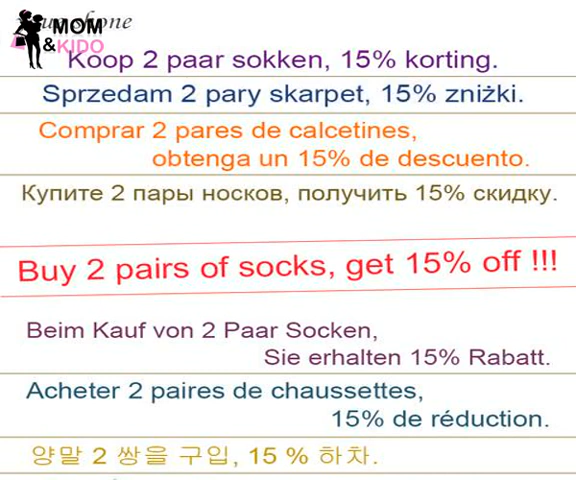 MOM
&KIDO
Koop 2 paar sokken, 15% korting.
Sprzedam 2 pary skarpet, 15% zniżki.
Comprar 2 pares de calcetines,
obtenga un 15% de descuento.
Купите 2 пары носков, получить 15% скидку.
Buy 2 pairs of socks, get 15% off !!!
Beim Kauf von 2 Paar Socken,
Sie erhalten 15% Rabatt.
Acheter 2 paires de chaussettes,
15% de réduction.
양말 2 쌍을 구입, 15 % 하차.